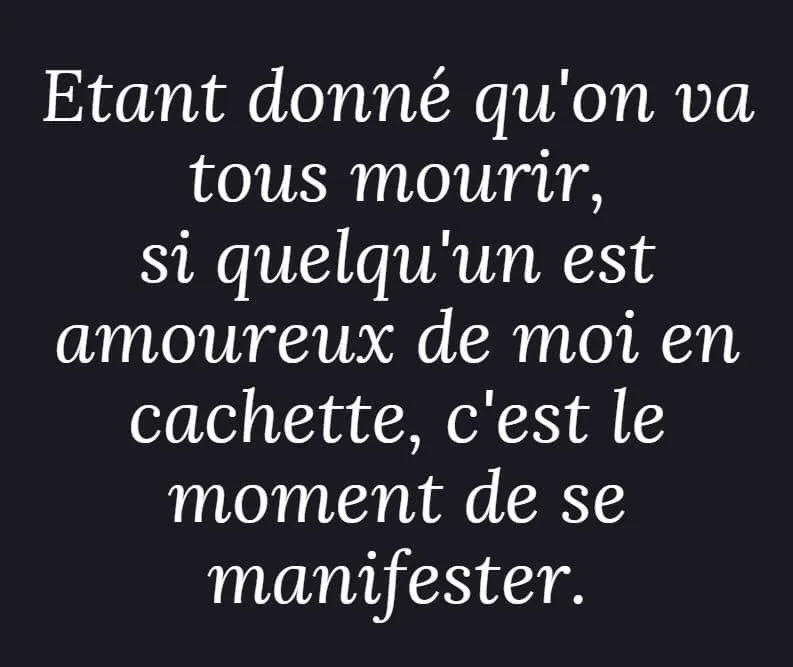 Etant donné qu'on va
tous mourir,
si quelqu'un est
amoureux de moi en
cachette, c'est le
moment de se
manifester.